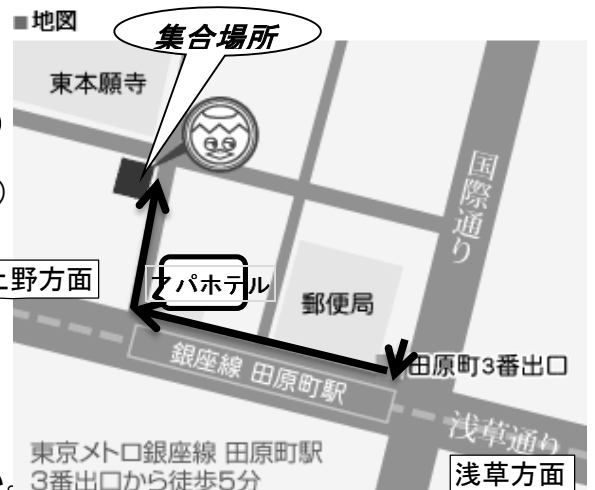 ■地図
集合場所
東本願寺
国際通り
上野方面
アパホテル
郵便局
田原町3番出口
銀座線 田原町駅
浅草通り
東京メトロ銀座線 田原町駅
3番出口から徒歩5分
浅草方面